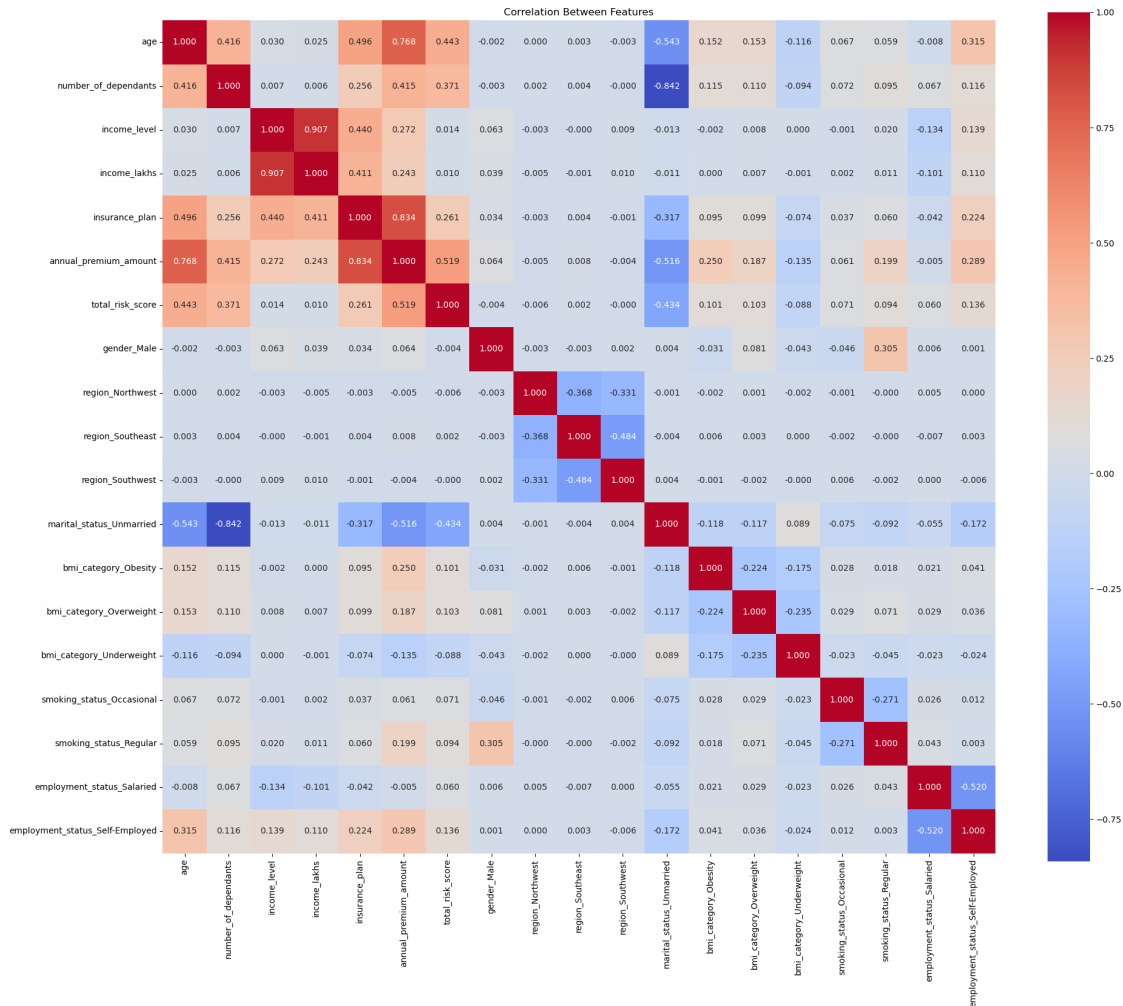 Correlation Between Features
age 1.000 0.416 0.030 0.025 0.496 0.768 0.443 -0.002 0.000 0.003 -0.003 -0.543 0.152 0.153 -0.116 0.067 0.059 -0.008 0.315
number_of_dependants 0.416 1.000 0.007 0.006 0.256 0.415 0.371 -0.003 0.002 0.004 -0.000 -0.842 0.115 0.110 -0.094 0.072 0.095 0.067 0.116
income_level 0.030 0.007 1.000 0.907 0.440 0.272 0.014 0.063 -0.003 -0.000 0.009 -0.013 -0.002 0.008 0.000 -0.001 0.020 -0.134 0.139
income_lakhs 0.025 0.006 0.907 1.000 0.411 0.243 0.010 0.039 -0.005 -0.001 0.010 -0.011 0.000 0.007 -0.001 0.002 0.011 -0.101 0.110
insurance_plan 0.496 0.256 0.440 0.411 1.000 0.834 0.261 0.034 -0.003 0.004 -0.001 -0.317 0.095 0.099 -0.074 0.037 0.060 -0.042 0.224
annual_premium_amount 0.768 0.415 0.272 0.243 0.834 1.000 0.519 0.064 -0.005 0.008 -0.004 -0.516 0.250 0.187 -0.135 0.061 0.199 -0.005 0.289
total_risk_score 0.443 0.371 0.014 0.010 0.261 0.519 1.000 -0.004 -0.006 0.002 -0.000 -0.434 0.101 0.103 -0.088 0.071 0.094 0.060 0.136
gender_Male -0.002 -0.003 0.063 0.039 0.034 0.064 -0.004 1.000 -0.003 -0.003 0.002 0.004 -0.031 0.081 -0.043 -0.046 0.305 0.006 0.001
region_Northwest 0.000 0.002 -0.003 -0.005 -0.003 -0.005 -0.006 -0.003 1.000 -0.368 -0.331 -0.001 -0.002 0.001 -0.002 -0.001 -0.000 0.005 0.000
region_Southeast 0.003 0.004 -0.000 -0.001 0.004 0.008 0.002 -0.003 -0.368 1.000 -0.484 -0.004 0.006 0.003 0.000 -0.002 -0.000 -0.007 0.003
region_Southwest -0.003 -0.000 0.009 0.010 -0.001 -0.004 -0.000 0.002 -0.331 -0.484 1.000 0.004 -0.001 -0.002 -0.000 0.006 -0.002 0.000 -0.006
marital_status_Unmarried -0.543 -0.842 -0.013 -0.011 -0.317 -0.516 -0.434 0.004 -0.001 -0.004 0.004 1.000 -0.118 -0.117 0.089 -0.075 -0.092 -0.055 -0.172
bmi_category_Obesity 0.152 0.115 -0.002 0.000 0.095 0.250 0.101 -0.031 -0.002 0.006 -0.001 -0.118 1.000 -0.224 -0.175 0.028 0.018 0.021 0.041
bmi_category_Overweight 0.153 0.110 0.008 0.007 0.099 0.187 0.103 0.081 0.001 0.003 -0.002 -0.117 -0.224 1.000 -0.235 0.029 0.071 0.029 0.036
bmi_category_Underweight -0.116 -0.094 0.000 -0.001 -0.074 -0.135 -0.088 -0.043 -0.002 0.000 -0.000 0.089 -0.175 -0.235 1.000 -0.023 -0.045 -0.023 -0.024
smoking_status_Occasional 0.067 0.072 -0.001 0.002 0.037 0.061 0.071 -0.046 -0.001 -0.002 0.006 -0.075 0.028 0.029 -0.023 1.000 -0.271 0.026 0.012
smoking_status_Regular 0.059 0.095 0.020 0.011 0.060 0.199 0.094 0.305 -0.000 -0.000 -0.002 -0.092 0.018 0.071 -0.045 -0.271 1.000 0.043 0.003
employment_status_Salaried -0.008 0.067 -0.134 -0.101 -0.042 -0.005 0.060 0.006 0.005 -0.007 0.000 -0.055 0.021 0.029 -0.023 0.026 0.043 1.000 -0.520
employment_status_Self-Employed 0.315 0.116 0.139 0.110 0.224 0.289 0.136 0.001 0.000 0.003 -0.006 -0.172 0.041 0.036 -0.024 0.012 0.003 -0.520 1.000
age
number_of_dependants
income_level
income_lakhs
insurance_plan
annual_premium_amount
total_risk_score
gender_Male
region_Northwest
region_Southeast
region_Southwest
marital_status_Unmarried
bmi_category_Obesity
bmi_category_Overweight
bmi_category_Underweight
smoking_status_Occasional
smoking_status_Regular
employment_status_Salaried
employment_status_Self-Employed
1.00
0.75
0.50
0.25
0.00
−0.25
−0.50
−0.75